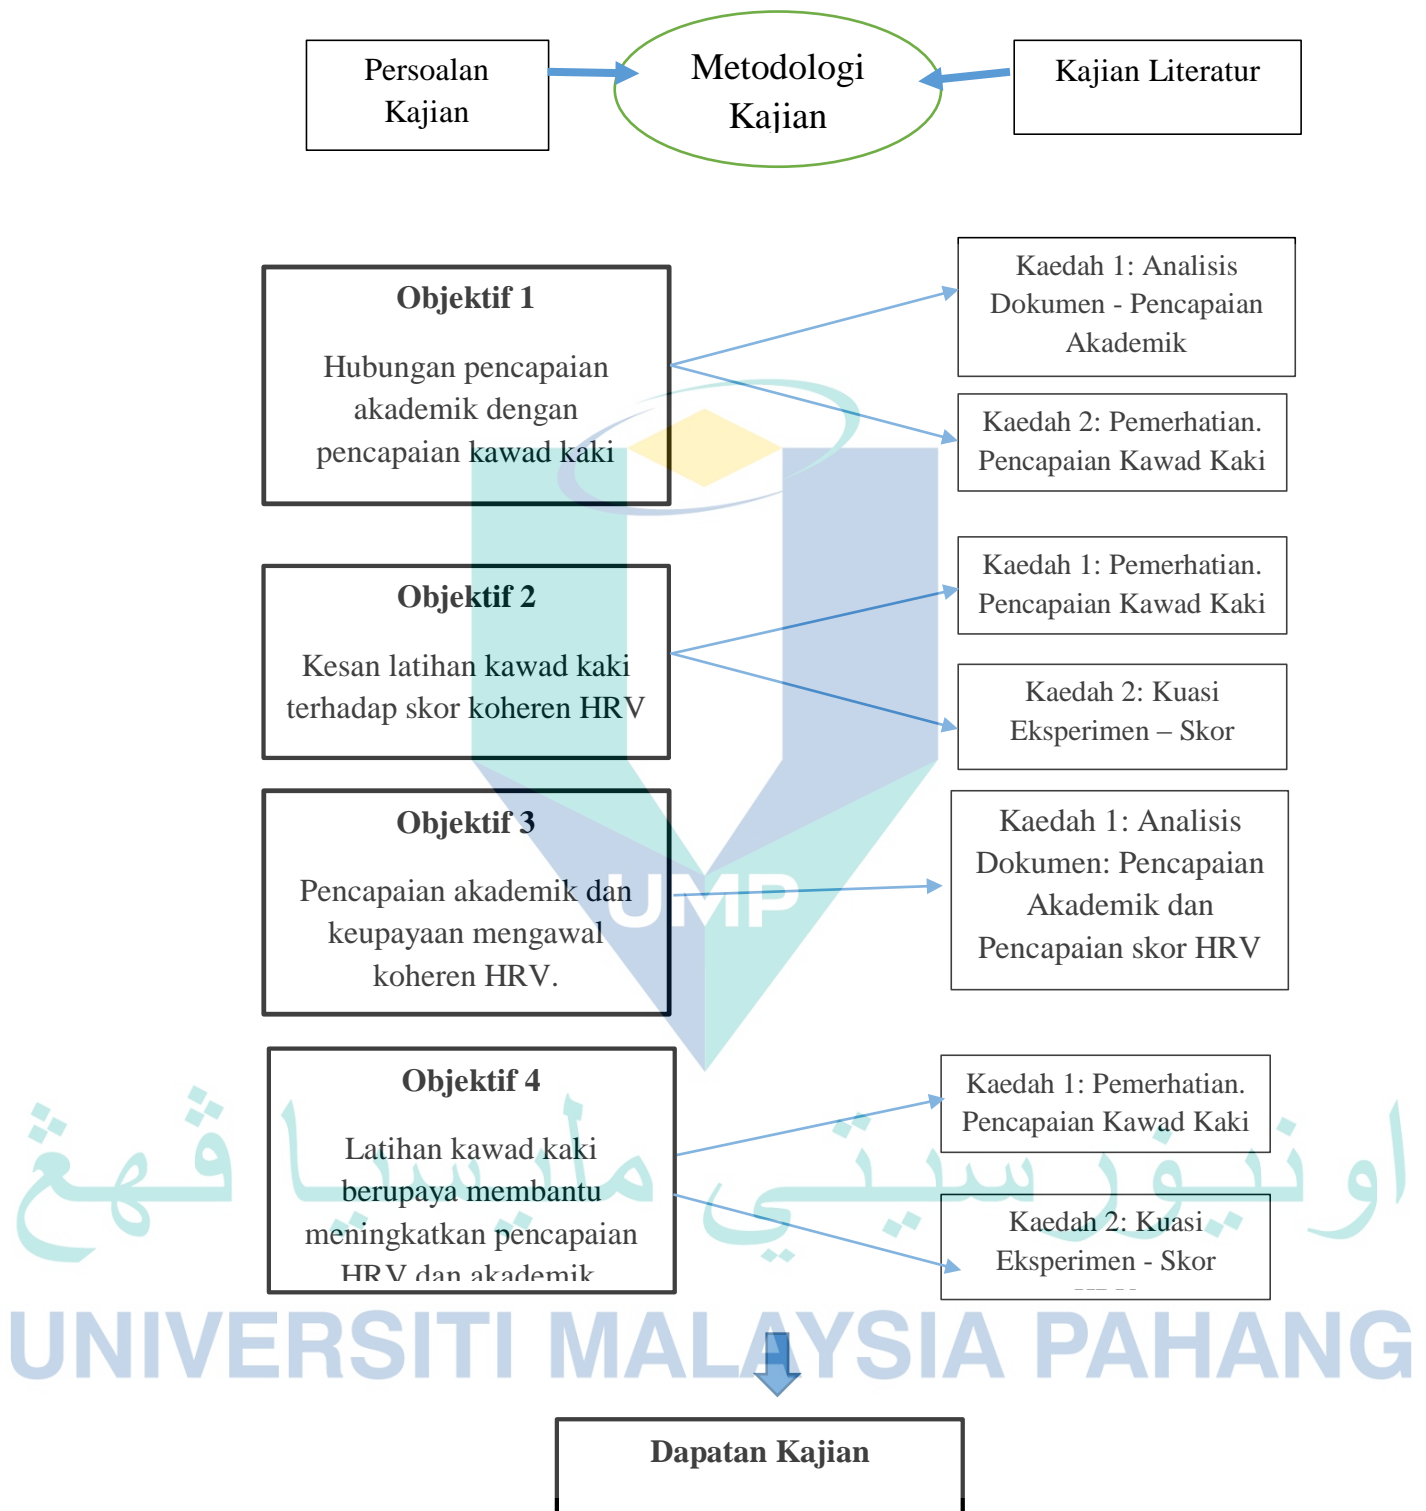 Persoalan
Kajian
Metodologi
Kajian
Kajian Literatur
Objektif 1
Hubungan pencapaian
akademik dengan
pencapaian kawad kaki
Kaedah 1: Analisis
Dokumen - Pencapaian
Akademik
Kaedah 2: Pemerhatian.
Pencapaian Kawad Kaki
Objektif 2
Kesan latihan kawad kaki
terhadap skor koheren HRV
Kaedah 1: Pemerhatian.
Pencapaian Kawad Kaki
Kaedah 2: Kuasi
Eksperimen – Skor
Objektif 3
Pencapaian akademik dan
keupayaan mengawal
koheren HRV.
Kaedah 1: Analisis
Dokumen: Pencapaian
Akademik dan
Pencapaian skor HRV
UMP
Objektif 4
Latihan kawad kaki
berupaya membantu
meningkatkan pencapaian
HRV dan akademik
Kaedah 1: Pemerhatian.
Pencapaian Kawad Kaki
Kaedah 2: Kuasi
Eksperimen - Skor
اونيۏرسيتي مليسيا ڤهڠ
UNIVERSITI MALAYSIA PAHANG
Dapatan Kajian